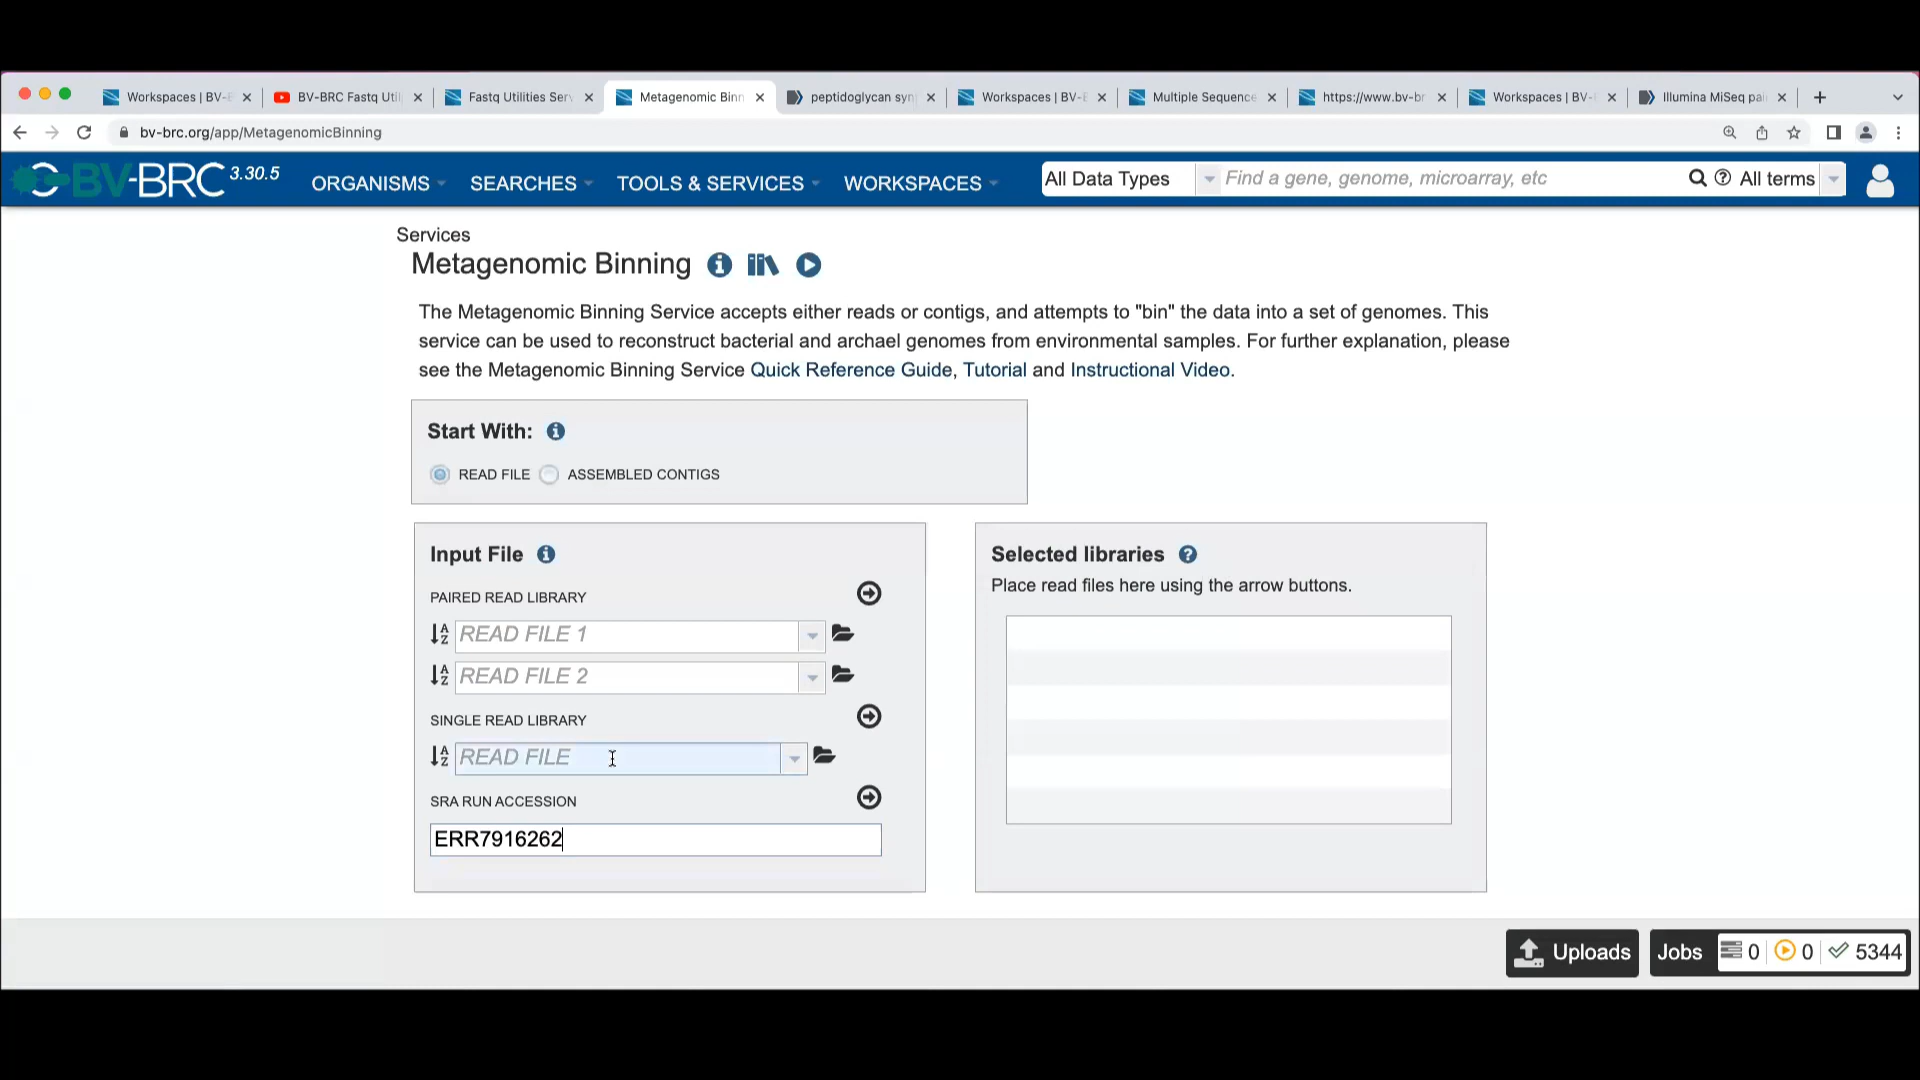 Workspaces | BV-B
BV-BRC Fastq Util
Fastq Utilities Serv
Metagenomic Binn
peptidoglycan syn
Workspaces | BV-B
Multiple Sequence
https://www.bv-br
Workspaces | BV-
Illumina MiSeq pai
bv-brc.org/app/MetagenomicBinning
BV-BRC 3.30.5
ORGANISMS
SEARCHES
TOOLS & SERVICES
WORKSPACES
All Data Types
Find a gene, genome, microarray, etc
All terms
Services
Metagenomic Binning
The Metagenomic Binning Service accepts either reads or contigs, and attempts to "bin" the data into a set of genomes. This
service can be used to reconstruct bacterial and archael genomes from environmental samples. For further explanation, please
see the Metagenomic Binning Service Quick Reference Guide, Tutorial and Instructional Video.
Start With:
READ FILE
ASSEMBLED CONTIGS
Input File
PAIRED READ LIBRARY
READ FILE 1
READ FILE 2
SINGLE READ LIBRARY
READ FILE
SRA RUN ACCESSION
ERR7916262
Selected libraries
Place read files here using the arrow buttons.
Uploads
Jobs 0 0 5344